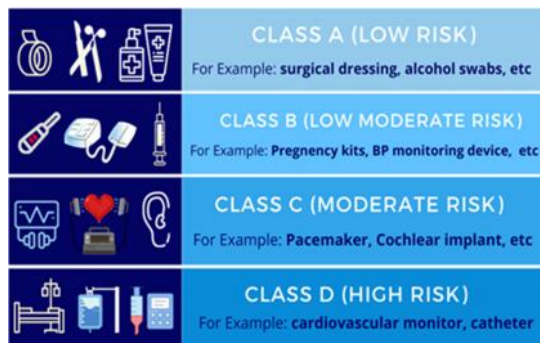 CLASS A (LOW RISK)
For Example: surgical dressing, alcohol swabs, etc
CLASS B (LOW MODERATE RISK)
For Example: Pregnency kits, BP monitoring device, etc
CLASS C (MODERATE RISK)
For Example: Pacemaker, Cochlear implant, etc
CLASS D (HIGH RISK)
For Example: cardiovascular monitor, catheter